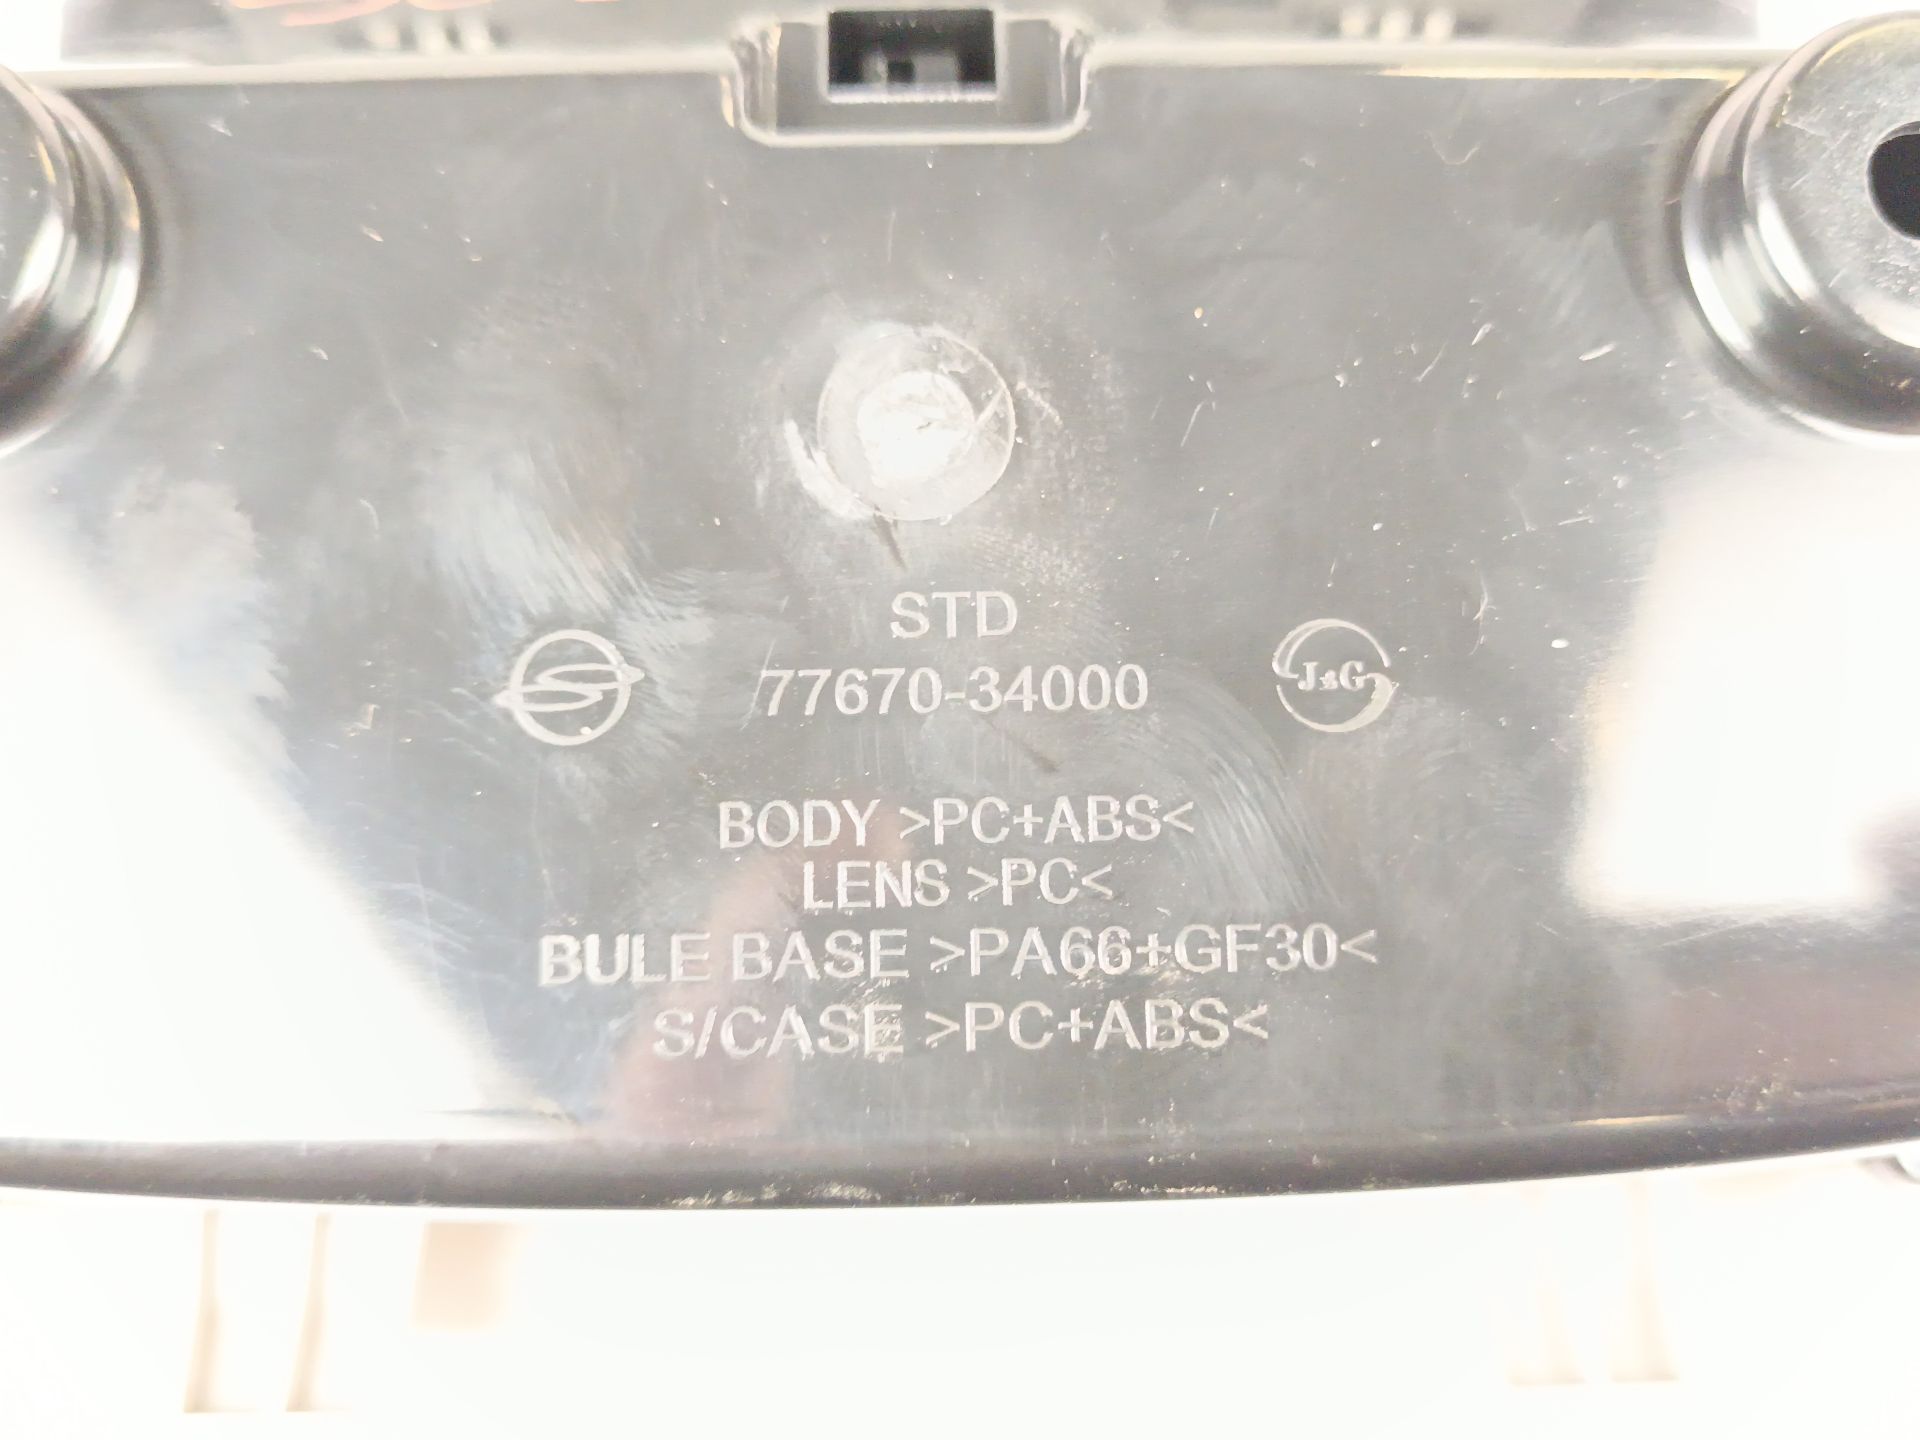 STD
77670-34000
J&G
BODY >PC+ABS<
LENS >PC<
BULE BASE >PA66+GF30<
S/CASE >PC+ABS<